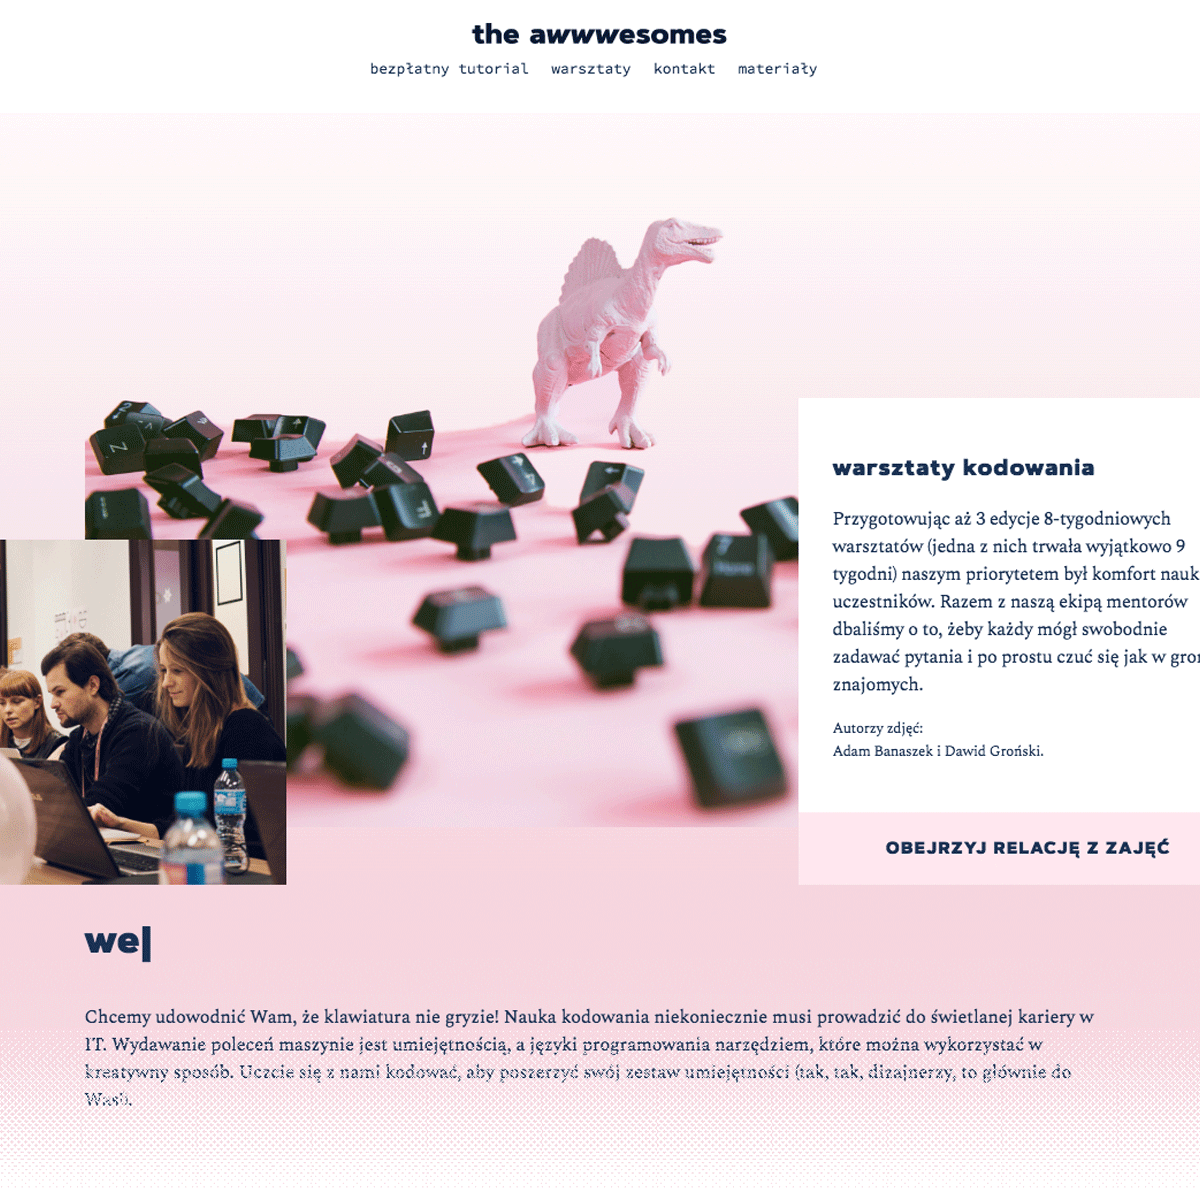 the awwwesomes
bezpłatny tutorial warsztaty kontakt materiały
warsztaty kodowania
Przygotowując aż 3 edycje 8-tygodniowych
warsztatów (jedna z nich trwała wyjątkowo 9
tygodni) naszym priorytetem był komfort nauk
uczestników. Razem z naszą ekipą mentorów
dbaliśmy o to, żeby każdy mógł swobodnie
zadawać pytania i po prostu czuć się jak w gron
znajomych.
Autorzy zdjęć:
Adam Banaszek i Dawid Groński.
OBEJRZYJ RELACJĘ Z ZAJĘĆ
we|
Chcemy udowodnić Wam, że klawiatura nie gryzie! Nauka kodowania niekoniecznie musi prowadzić do świetlanej kariery w
IT. Wydawanie poleceń maszynie jest umiejętnością, a języki programowania narzędziem, które można wykorzystać w
kreatywny sposób. Uczcie się z nami kodować, aby poszerzyć swój zestaw umiejętności (tak, tak, dizajnerzy, to głównie do
Was!).